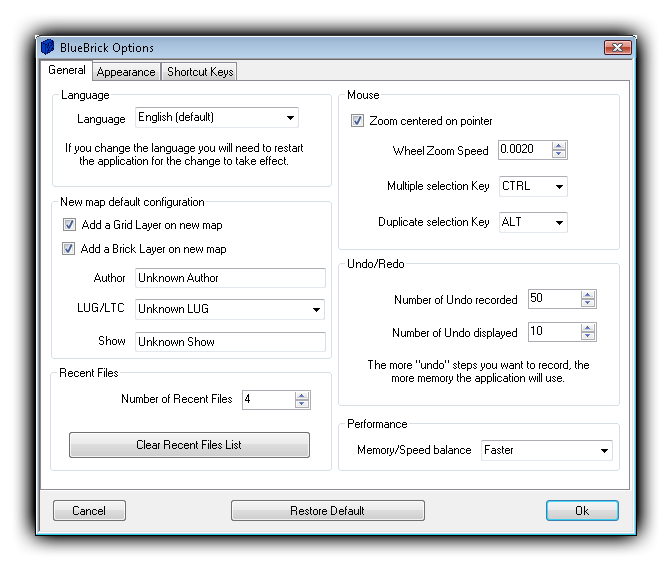 BlueBrick Options
General
Appearance
Shortcut Keys
Language
Language
English (default)
If you change the language you will need to restart
the application for the change to take effect.
New map default configuration
Add a Grid Layer on new map
Add a Brick Layer on new map
Author
Unknown Author
LUG/LTC
Unknown LUG
Show
Unknown Show
Recent Files
Number of Recent Files
4
Clear Recent Files List
Mouse
Zoom centered on pointer
Wheel Zoom Speed
0.0020
Multiple selection Key
CTRL
Duplicate selection Key
ALT
Undo/Redo
Number of Undo recorded
50
Number of Undo displayed
10
The more "undo" steps you want to record, the
more memory the application will use.
Performance
Memory/Speed balance
Faster
Cancel
Restore Default
Ok